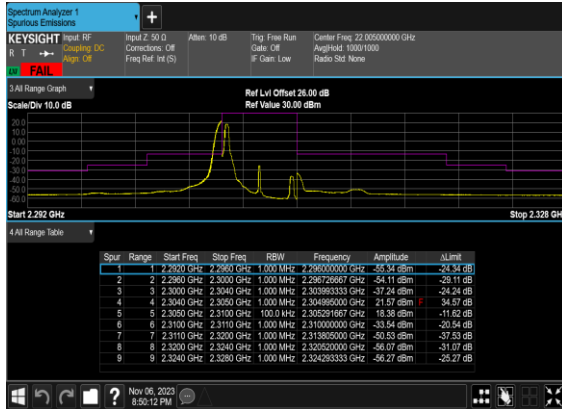 Spectrum Analyzer 1
Spurious Emissions
KEYSIGHT Input: RF Input Z: 50 Ω Atten: 10 dB Trig: Free Run Center Freq: 22.005000000 GHz
R T Coupling: DC Corrections: Off Gate: Off Avg|Hold: 1000/1000
Align: Off Freq Ref: Int (S) IF Gain: Low Radio Std: None
FAIL
3 All Range Graph
Ref Lvl Offset 26.00 dB
Scale/Div 10.0 dB Ref Value 30.00 dBm
20.0
10.0
0.00
-10.0
-20.0
-30.0
-40.0
-50.0
-60.0
Start 2.292 GHz Stop 2.328 GHz
4 All Range Table
Spur Range Start Freq Stop Freq RBW Frequency Amplitude ΔLimit
1 1 2.2920 GHz 2.2960 GHz 1.000 MHz 2.296000000 GHz -55.34 dBm -24.34 dB
2 2 2.2960 GHz 2.3000 GHz 1.000 MHz 2.296726667 GHz -54.11 dBm -29.11 dB
3 3 2.3000 GHz 2.3040 GHz 1.000 MHz 2.303993333 GHz -37.24 dBm -24.24 dB
4 4 2.3040 GHz 2.3050 GHz 1.000 MHz 2.304995000 GHz 21.57 dBm F 34.57 dB
5 5 2.3050 GHz 2.3100 GHz 100.0 kHz 2.305291667 GHz 18.38 dBm -11.62 dB
6 6 2.3100 GHz 2.3110 GHz 1.000 MHz 2.310000000 GHz -33.54 dBm -20.54 dB
7 7 2.3110 GHz 2.3200 GHz 1.000 MHz 2.313805000 GHz -50.53 dBm -37.53 dB
8 8 2.3200 GHz 2.3240 GHz 1.000 MHz 2.320520000 GHz -56.07 dBm -31.07 dB
9 9 2.3240 GHz 2.3280 GHz 1.000 MHz 2.324293333 GHz -56.27 dBm -25.27 dB
Nov 06, 2023
8:50:12 PM